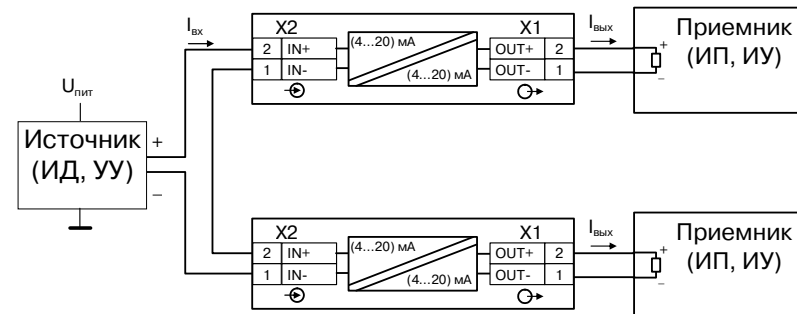 Iвх
X2
X1
2 IN+
1 IN-
(4...20) мА
(4...20) мА
OUT+ 2
OUT- 1
Iвых
+
–
Приемник
(ИП, ИУ)
Uпит
Источник
(ИД, УУ)
+
–
X2
X1
2 IN+
1 IN-
(4...20) мА
(4...20) мА
OUT+ 2
OUT- 1
Iвых
+
–
Приемник
(ИП, ИУ)